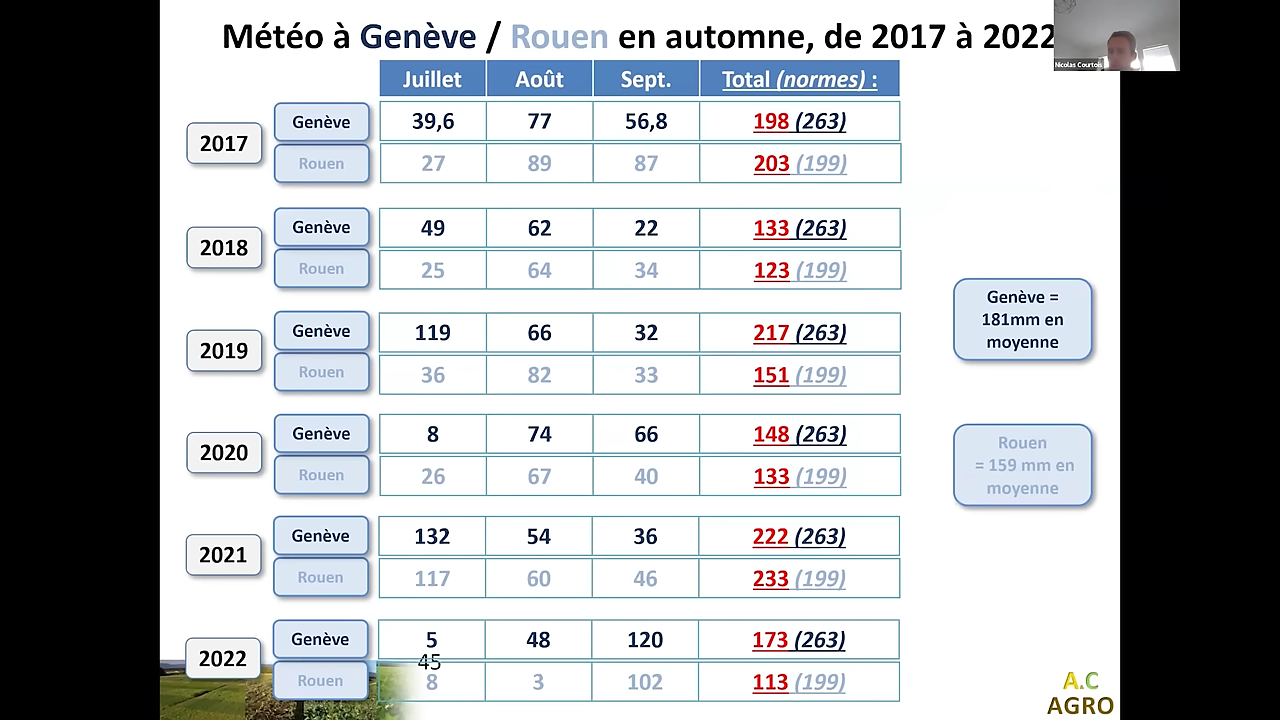 Météo à Genève / Rouen en automne, de 2017 à 2022
Nicolas Courtois
Juillet Août Sept. Total (normes) :
2017
Genève 39,6 77 56,8 198 (263)
Rouen 27 89 87 203 (199)
2018
Genève 49 62 22 133 (263)
Rouen 25 64 34 123 (199)
2019
Genève 119 66 32 217 (263)
Rouen 36 82 33 151 (199)
2020
Genève 8 74 66 148 (263)
Rouen 26 67 40 133 (199)
2021
Genève 132 54 36 222 (263)
Rouen 117 60 46 233 (199)
2022
Genève 5 48 120 173 (263)
45
Rouen 8 3 102 113 (199)
Genève =
181mm en
moyenne
Rouen
= 159 mm en
moyenne
A.C
AGRO